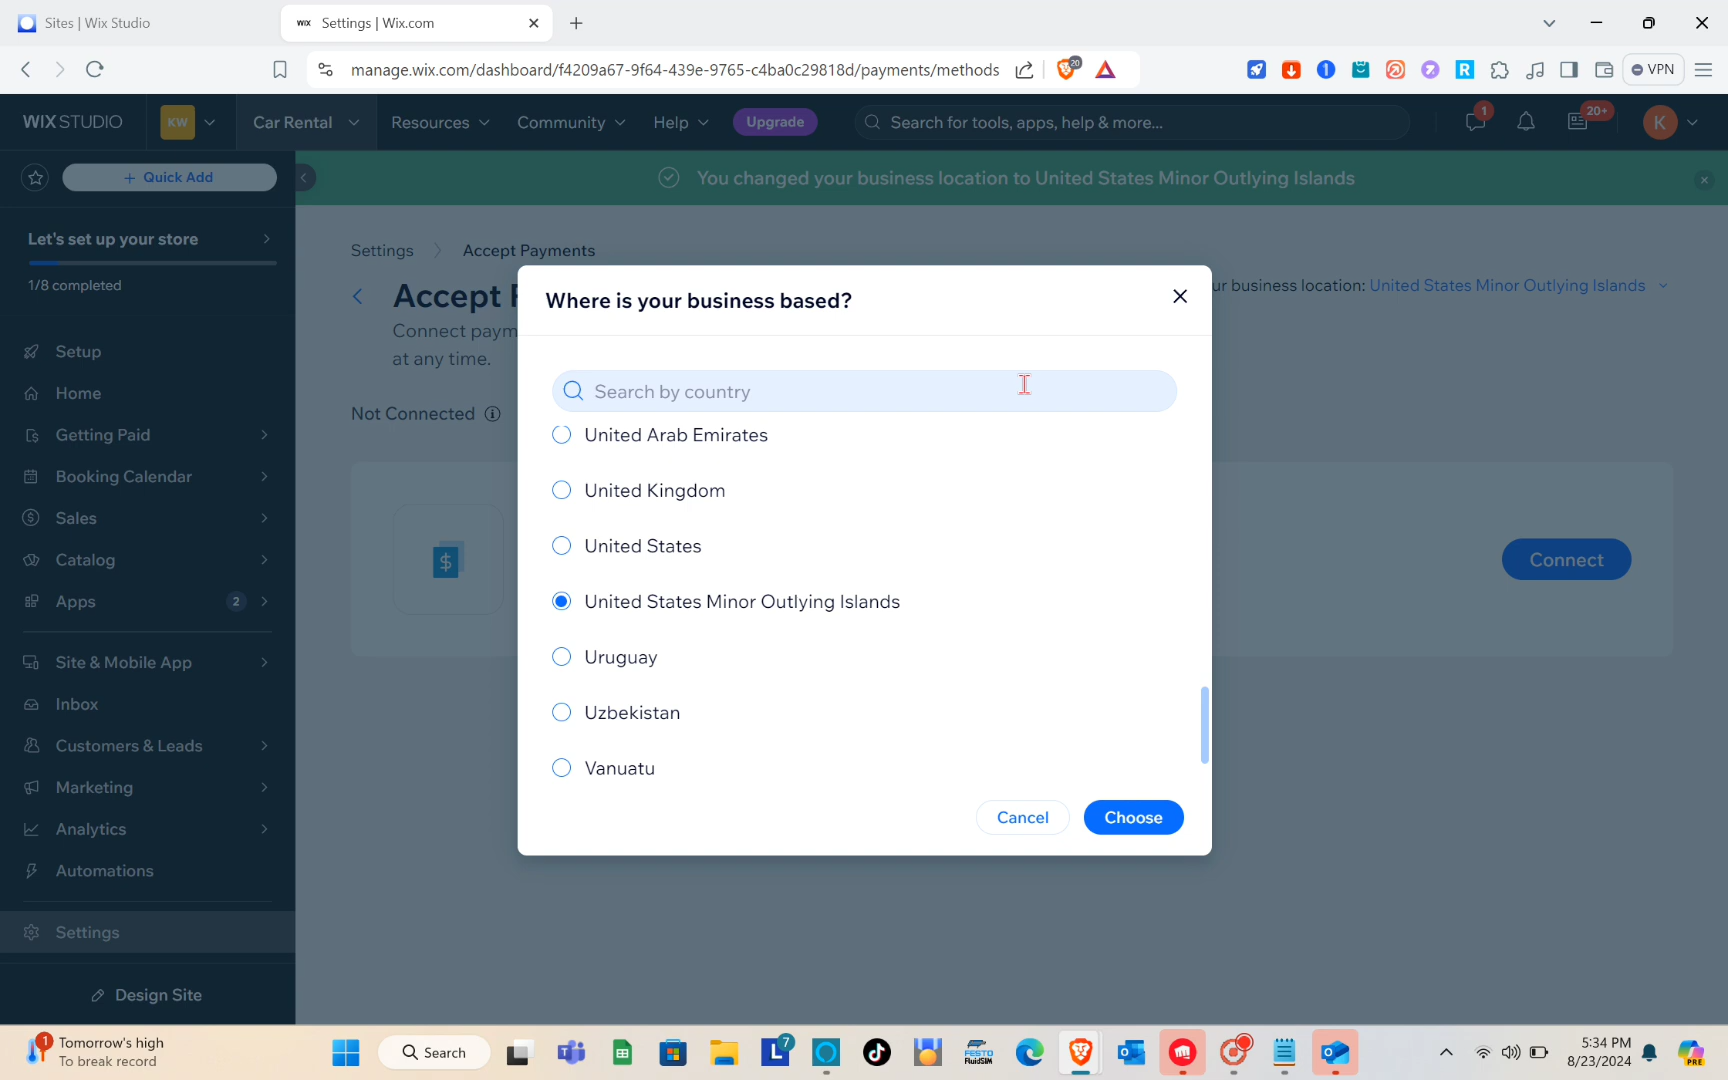 Sites | Wix Studio
WIX Settings | Wix.com
manage.wix.com/dashboard/f4209a67-9f64-439e-9765-c4ba0c29818d/payments/methods
20
VPN
WIX STUDIO
KW
Car Rental
Resources
Community
Help
Upgrade
Search for tools, apps, help & more...
1
20+
K
+ Quick Add
You changed your business location to United States Minor Outlying Islands
Let's set up your store
1/8 completed
Setup
Home
Getting Paid
Booking Calendar
Sales
Catalog
Apps 2
Site & Mobile App
Inbox
Customers & Leads
Marketing
Analytics
Automations
Settings
Design Site
Settings > Accept Payments
Accept
Connect paym
at any time.
ur business location: United States Minor Outlying Islands
Not Connected
Connect
Where is your business based?
Search by country
United Arab Emirates
United Kingdom
United States
United States Minor Outlying Islands
Uruguay
Uzbekistan
Vanuatu
Cancel
Choose
1
Tomorrow's high
To break record
Search
L 7
FESTO
FluidSIM
5:34 PM
8/23/2024
PRE